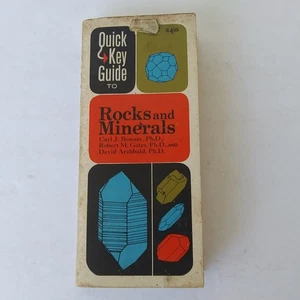 Quick
Key
Guide
TO
Rocks and
Minerals
Carl J. Bowser, Ph.D.,
Robert M. Gates, Ph.D., and
David Archbald, Ph.D.